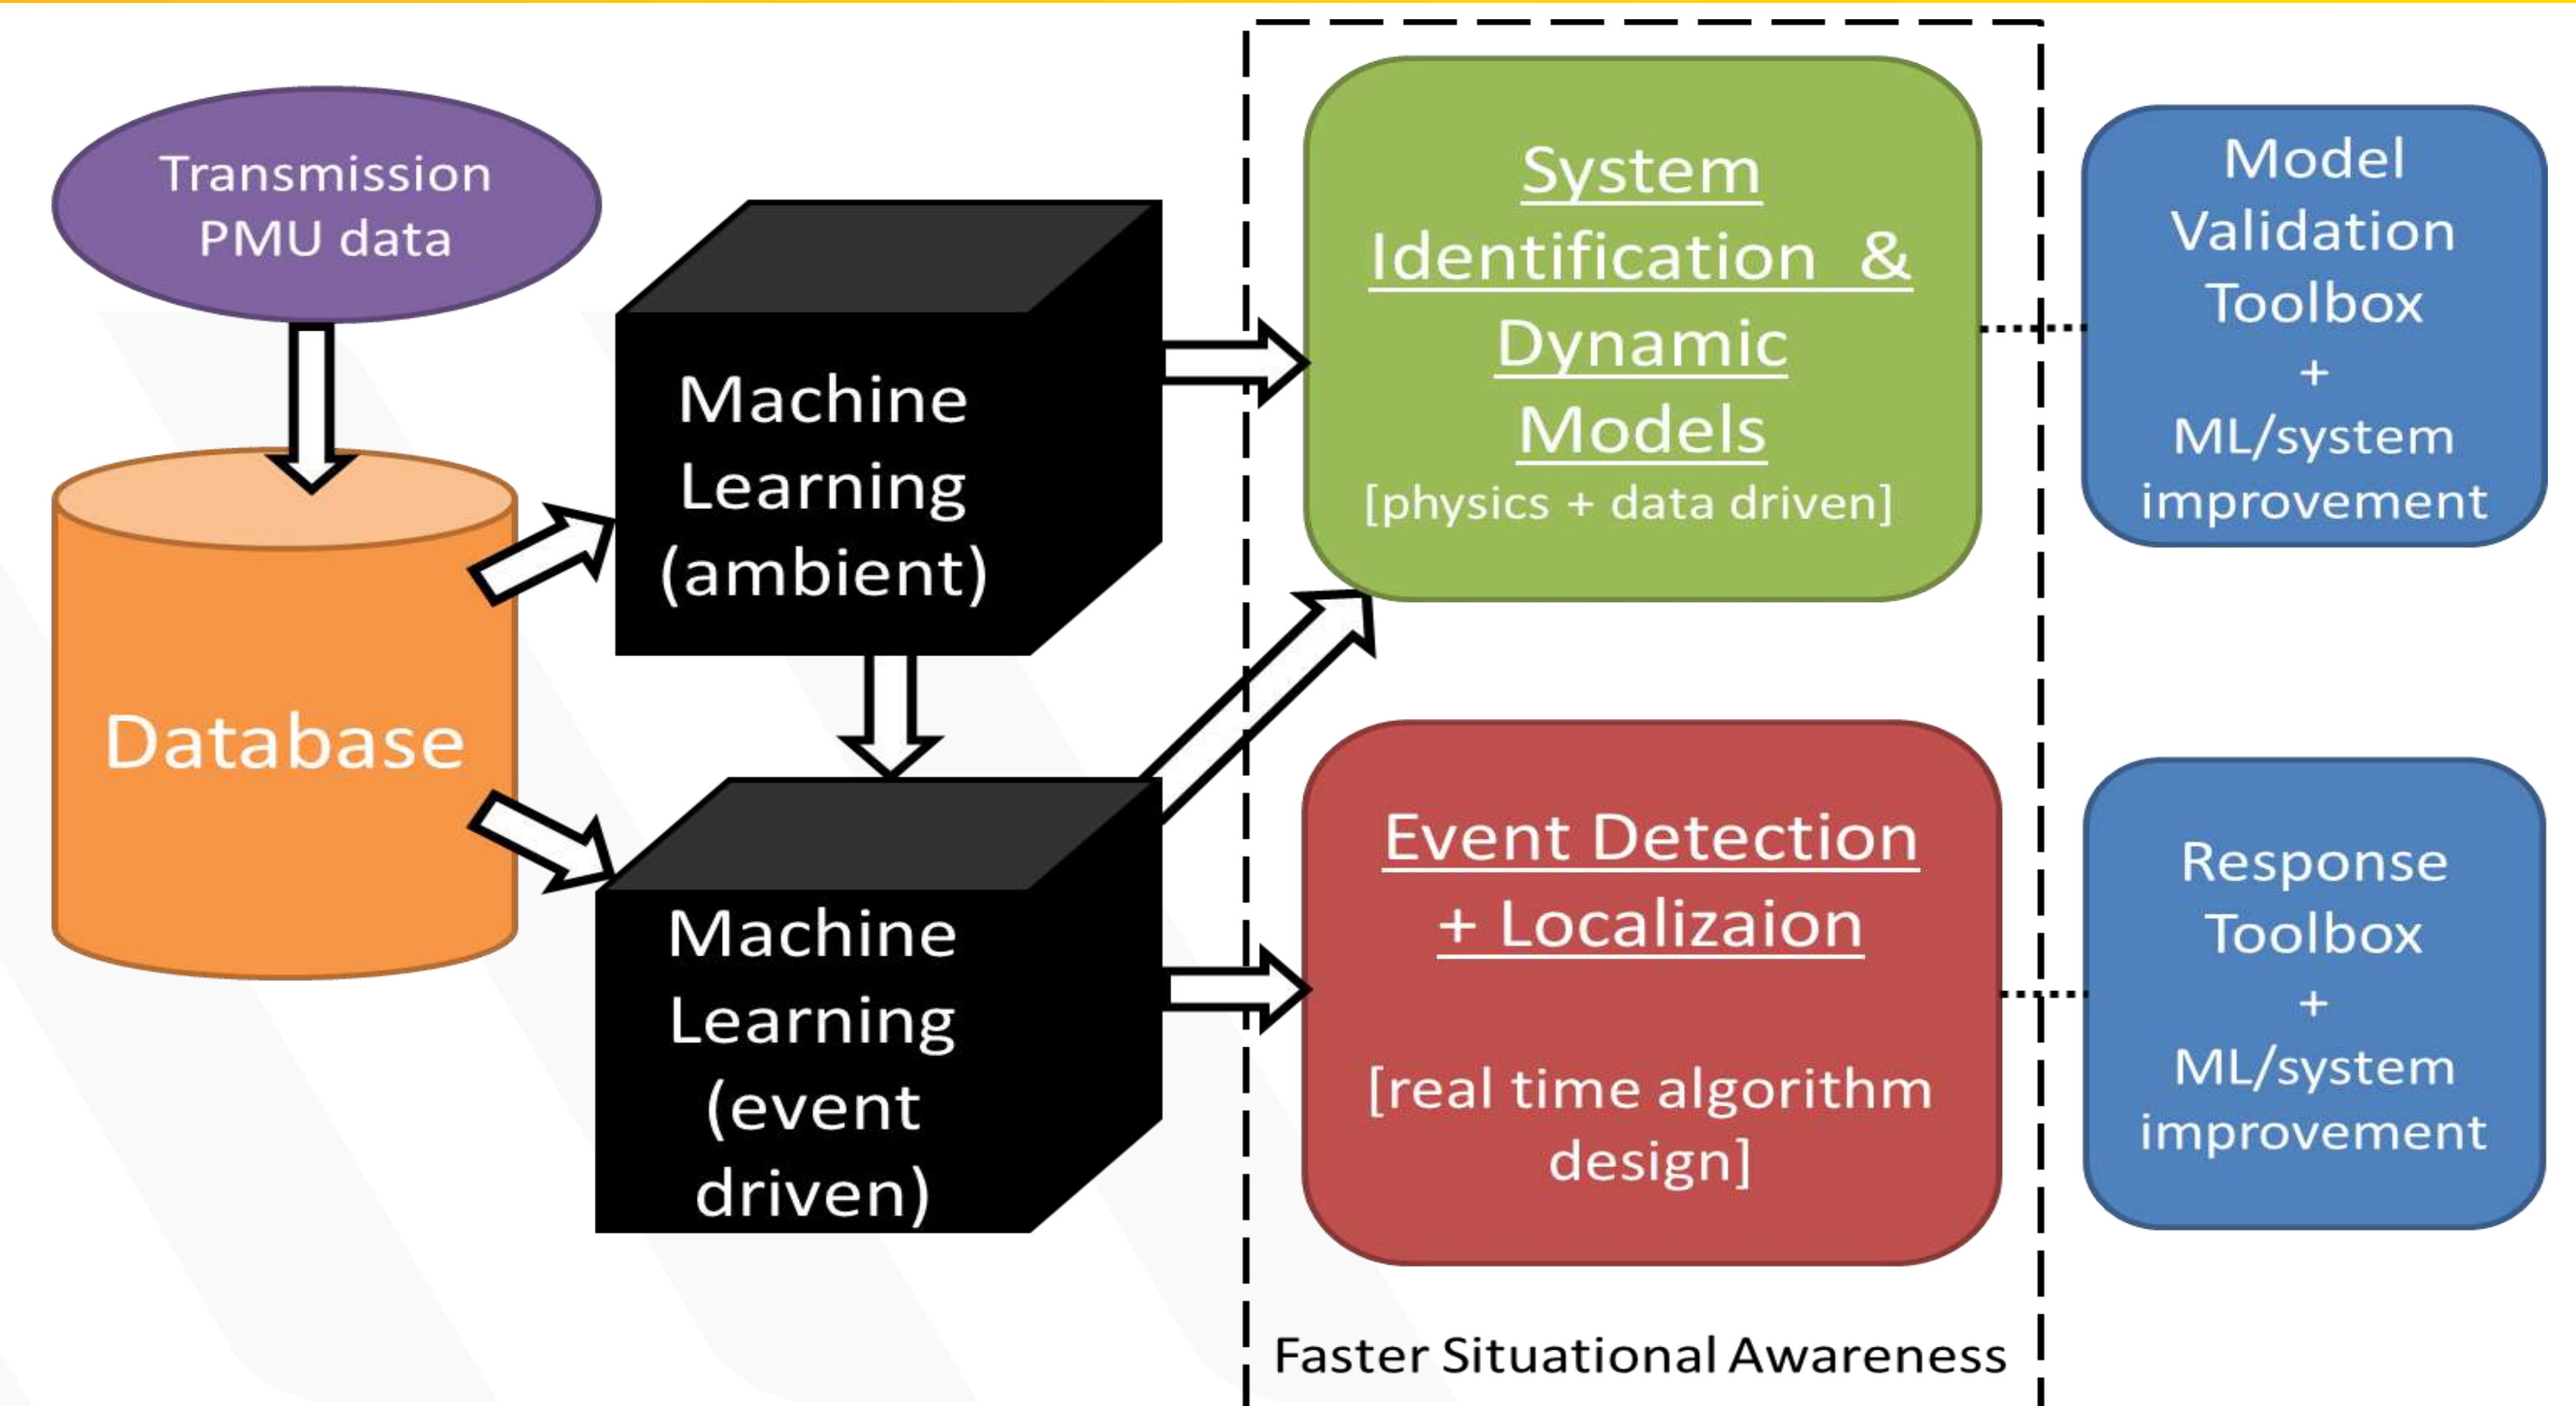 Transmission
PMU data
Database
Machine
Learning
(ambient)
Machine
Learning
(event
driven)
System
Identification &
Dynamic
Models
[physics + data driven]
Event Detection
+ Localizaion
[real time algorithm
design]
Faster Situational Awareness
Model
Validation
Toolbox
+
ML/system
improvement
Response
Toolbox
+
ML/system
improvement